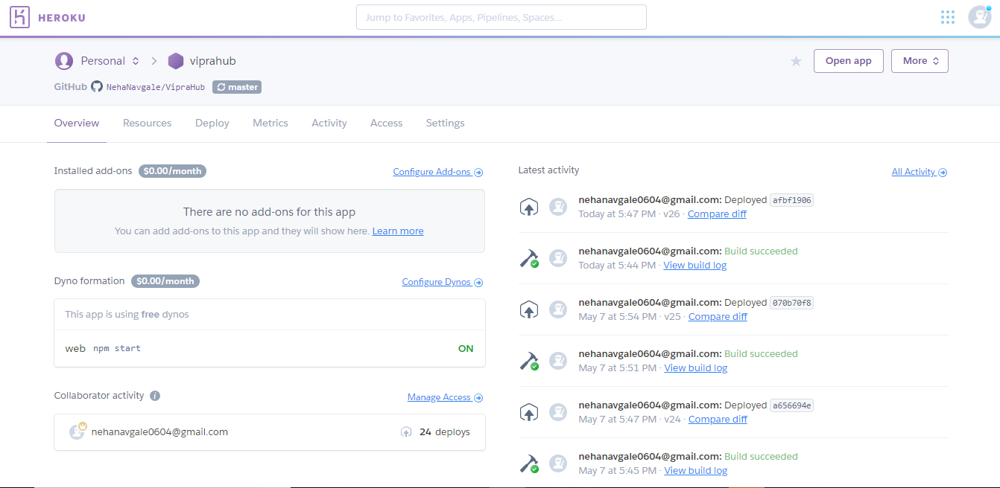 HEROKU
Jump to Favorites, Apps, Pipelines, Spaces...
Personal
viprahub
Open app
More
GitHub NehaNavgale/VipraHub master
Overview Resources Deploy Metrics Activity Access Settings
Installed add-ons $0.00/month
Configure Add-ons
There are no add-ons for this app
You can add add-ons to this app and they will show here. Learn more
Dyno formation $0.00/month
Configure Dynos
This app is using free dynos
web npm start ON
Collaborator activity
Manage Access
nehanavgale0604@gmail.com 24 deploys
Latest activity
All Activity
nehanavgale0604@gmail.com: Deployed afbf1906
Today at 5:47 PM · v26 · Compare diff
nehanavgale0604@gmail.com: Build succeeded
Today at 5:44 PM · View build log
nehanavgale0604@gmail.com: Deployed 070b70f8
May 7 at 5:54 PM · v25 · Compare diff
nehanavgale0604@gmail.com: Build succeeded
May 7 at 5:51 PM · View build log
nehanavgale0604@gmail.com: Deployed a656694e
May 7 at 5:47 PM · v24 · Compare diff
nehanavgale0604@gmail.com: Build succeeded
May 7 at 5:45 PM · View build log